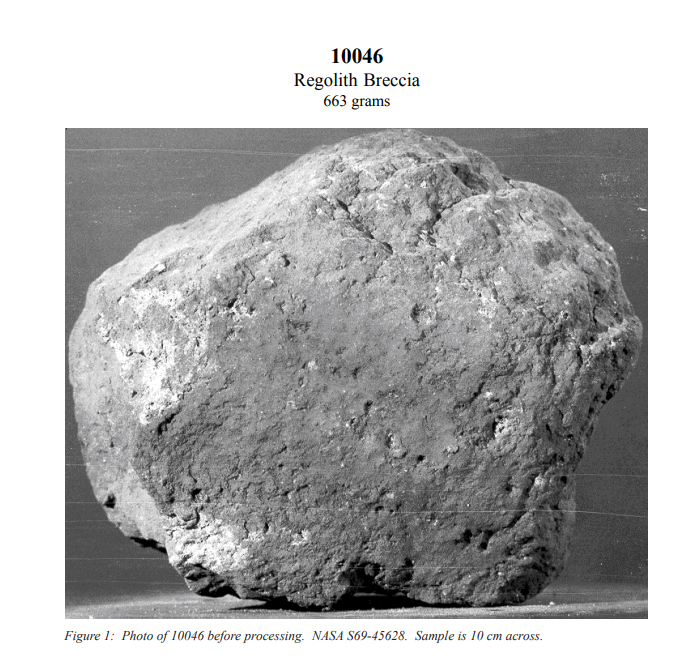 10046
Regolith Breccia
663 grams
Figure 1:  Photo of 10046 before processing.  NASA S69-45628.  Sample is 10 cm across.